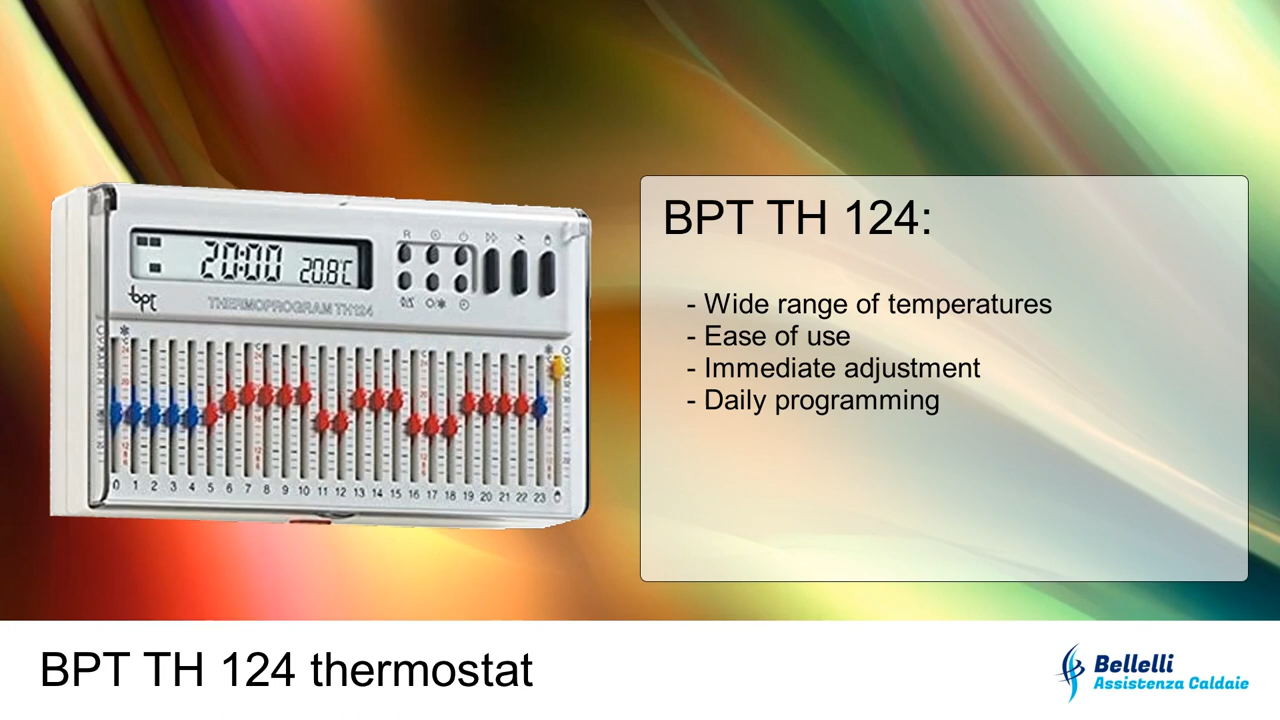 BPT TH 124:
- Wide range of temperatures
- Ease of use
- Immediate adjustment
- Daily programming
R
20:00 20.8°C
bpt
THERMOPROGRAM TH124
0 1 2 3 4 5 6 7 8 9 10 11 12 13 14 15 16 17 18 19 20 21 22 23
BPT TH 124 thermostat
Bellelli
Assistenza Caldaie